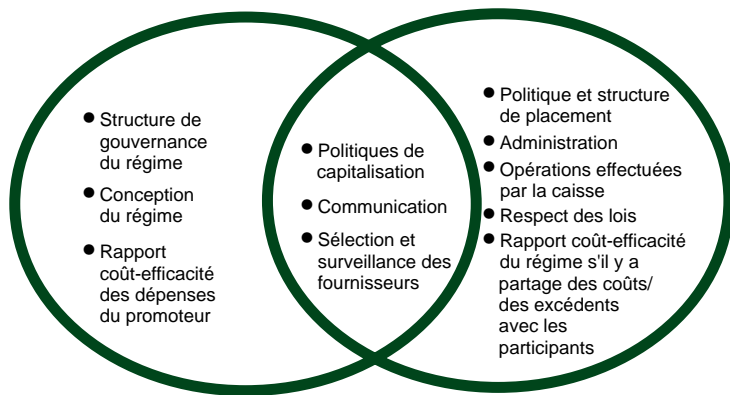 ● Structure de
gouvernance
du régime
● Conception
du régime
● Rapport
coût-efficacité
des dépenses
du promoteur
● Politiques de
capitalisation
● Communication
● Sélection et
surveillance des
fournisseurs
● Politique et structure
de placement
● Administration
● Opérations effectuées
par la caisse
● Respect des lois
● Rapport coût-efficacité
du régime s'il y a
partage des coûts/
des excédents
avec les
participants